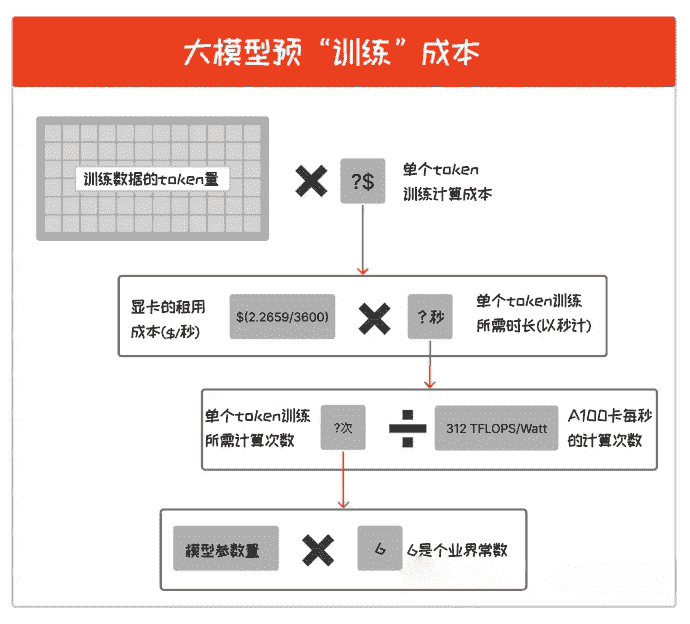 大模型预“训练”成本
训练数据的token量
?$
单个token
训练计算成本
显卡的租用
成本($/秒)
$(2.2659/3600)
?秒
单个token训练
所需时长(以秒计)
单个token训练
所需计算次数
?次
312 TFLOPS/Watt
A100卡每秒
的计算次数
模型参数量
6
6是个业界常数